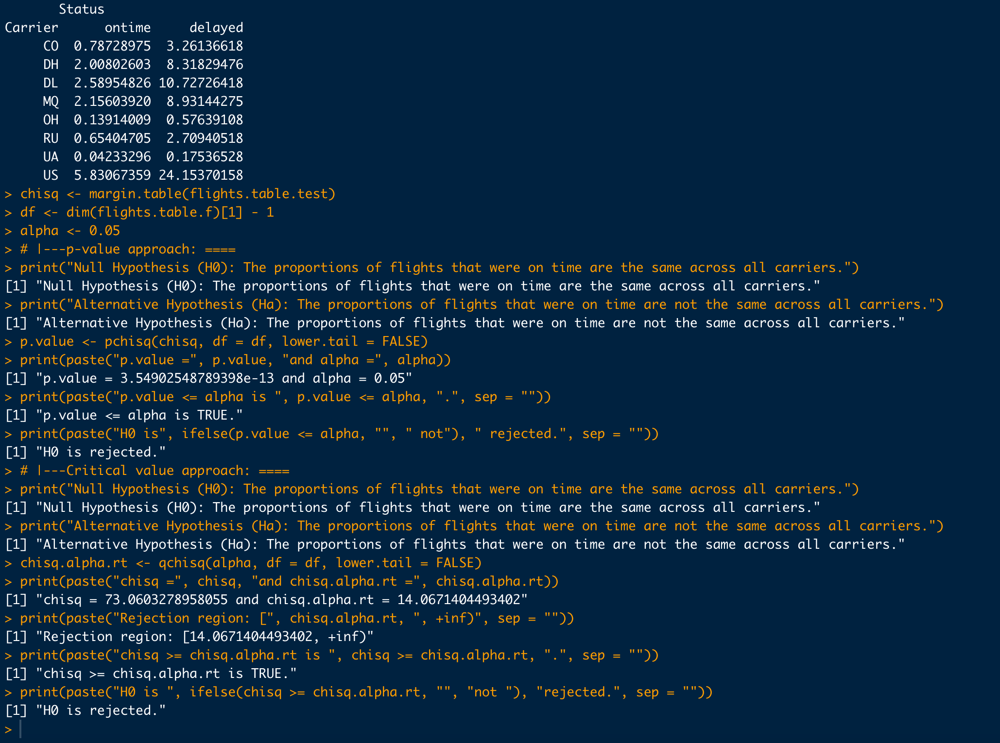 Status
Carrier ontime delayed
CO 0.78728975 3.26136618
DH 2.00802603 8.31829476
DL 2.58954826 10.72726418
MQ 2.15603920 8.93144275
OH 0.13914009 0.57639108
RU 0.65404705 2.70940518
UA 0.04233296 0.17536528
US 5.83067359 24.15370158
> chisq <- margin.table(flights.table.test)
> df <- dim(flights.table.f)[1] - 1
> alpha <- 0.05
> # |---p-value approach: ====
> print("Null Hypothesis (H0): The proportions of flights that were on time are the same across all carriers.")
[1] "Null Hypothesis (H0): The proportions of flights that were on time are the same across all carriers."
> print("Alternative Hypothesis (Ha): The proportions of flights that were on time are not the same across all carriers.")
[1] "Alternative Hypothesis (Ha): The proportions of flights that were on time are not the same across all carriers."
> p.value <- pchisq(chisq, df = df, lower.tail = FALSE)
> print(paste("p.value =", p.value, "and alpha =", alpha))
[1] "p.value = 3.54902548789398e-13 and alpha = 0.05"
> print(paste("p.value <= alpha is ", p.value <= alpha, ".", sep = ""))
[1] "p.value <= alpha is TRUE."
> print(paste("H0 is", ifelse(p.value <= alpha, "", " not"), " rejected.", sep = ""))
[1] "H0 is rejected."
> # |---Critical value approach: ====
> print("Null Hypothesis (H0): The proportions of flights that were on time are the same across all carriers.")
[1] "Null Hypothesis (H0): The proportions of flights that were on time are the same across all carriers."
> print("Alternative Hypothesis (Ha): The proportions of flights that were on time are not the same across all carriers.")
[1] "Alternative Hypothesis (Ha): The proportions of flights that were on time are not the same across all carriers."
> chisq.alpha.rt <- qchisq(alpha, df = df, lower.tail = FALSE)
> print(paste("chisq =", chisq, "and chisq.alpha.rt =", chisq.alpha.rt))
[1] "chisq = 73.0603278958055 and chisq.alpha.rt = 14.0671404493402"
> print(paste("Rejection region: [", chisq.alpha.rt, ", +inf)", sep = ""))
[1] "Rejection region: [14.0671404493402, +inf)"
> print(paste("chisq >= chisq.alpha.rt is ", chisq >= chisq.alpha.rt, ".", sep = ""))
[1] "chisq >= chisq.alpha.rt is TRUE."
> print(paste("H0 is ", ifelse(chisq >= chisq.alpha.rt, "", "not "), "rejected.", sep = ""))
[1] "H0 is rejected."
>